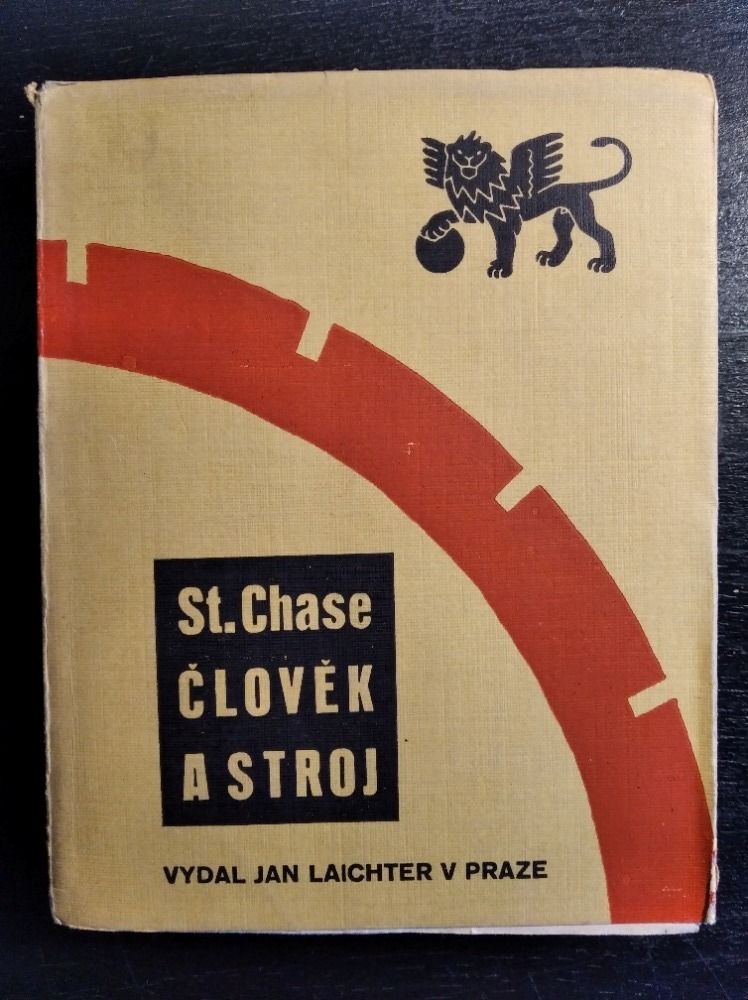 St. Chase
ČLOVĚK
A STROJ
VYDAL JAN LAICHTER V PRAZE